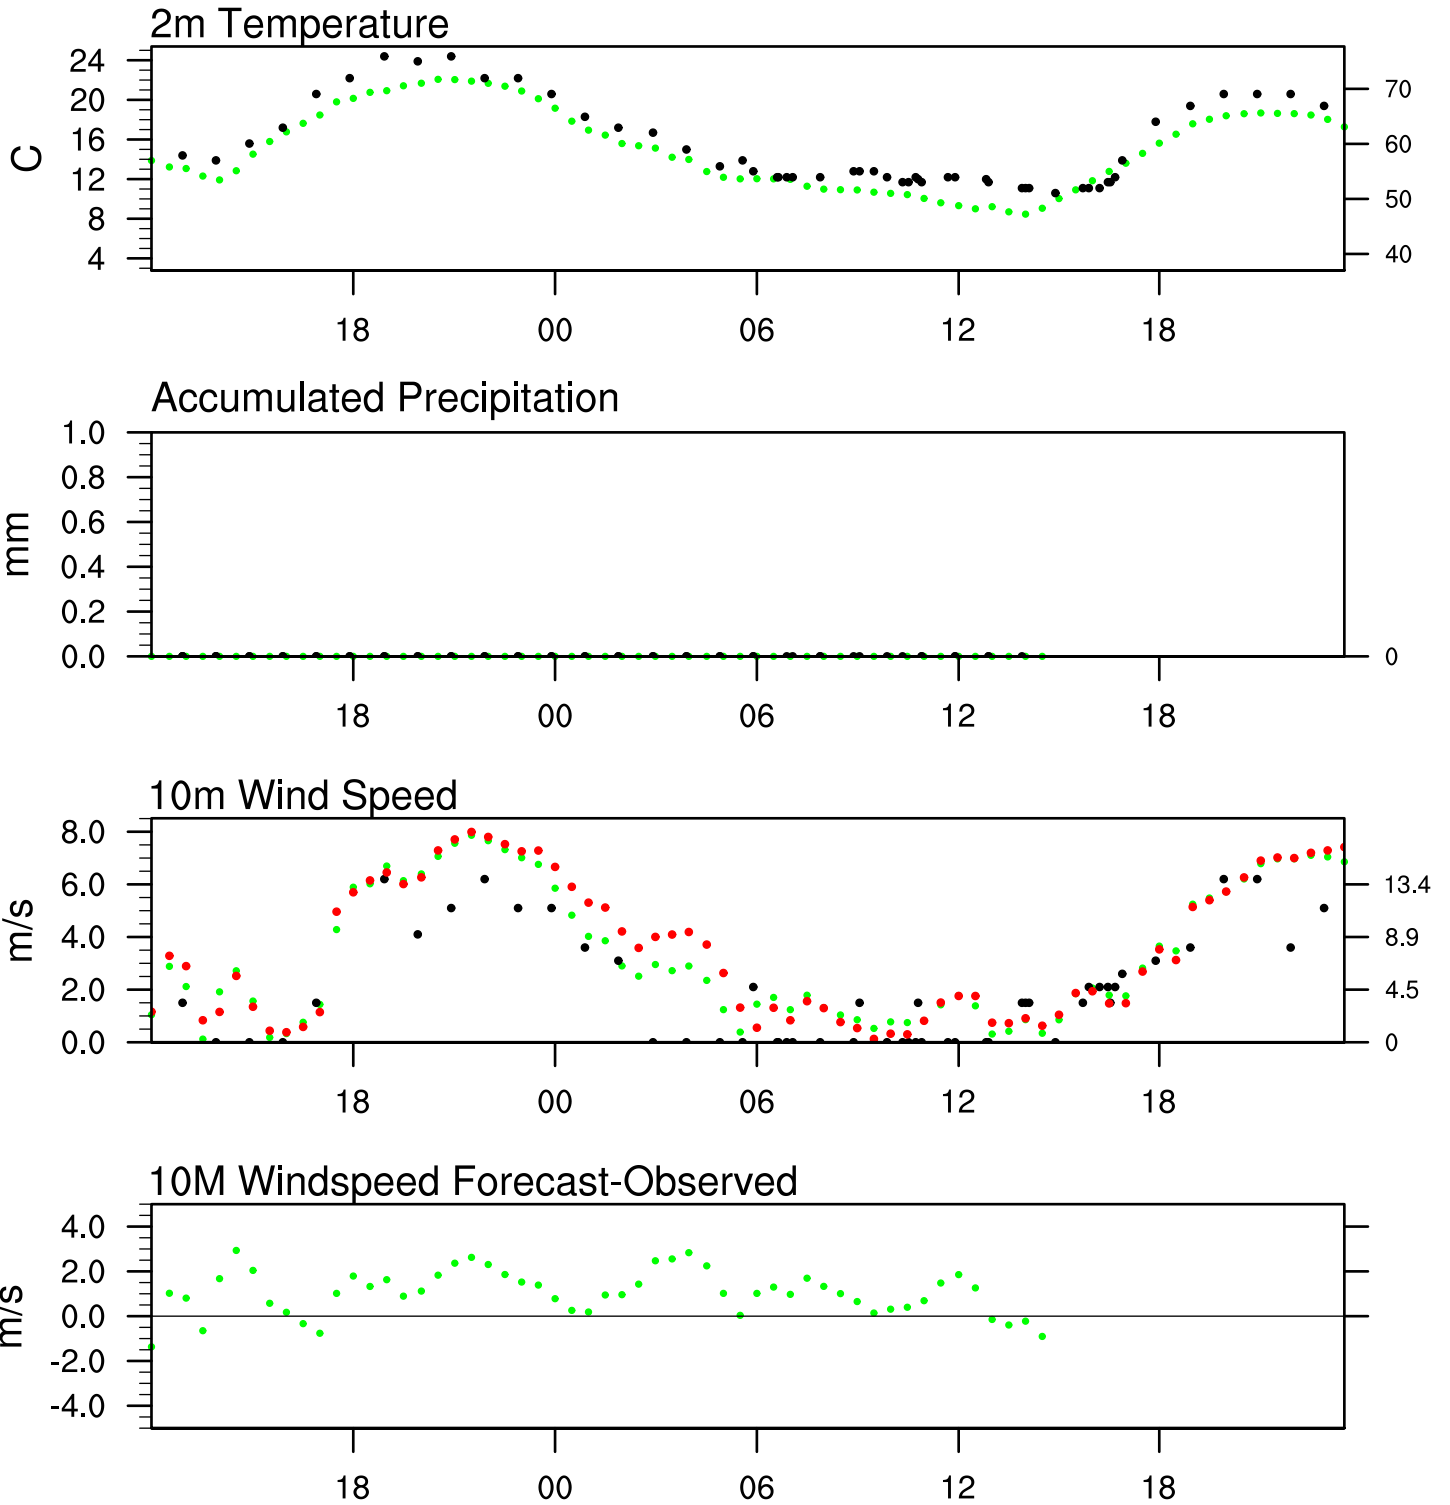 2m Temperature
24
20
16
12
8
4
C
70
60
50
40
18 00 06 12 18
Accumulated Precipitation
1.0
0.8
0.6
0.4
0.2
0.0
mm
0
18 00 06 12 18
10m Wind Speed
8.0
6.0
4.0
2.0
0.0
m/s
13.4
8.9
4.5
0
18 00 06 12 18
10M Windspeed Forecast-Observed
4.0
2.0
0.0
-2.0
-4.0
m/s
18 00 06 12 18